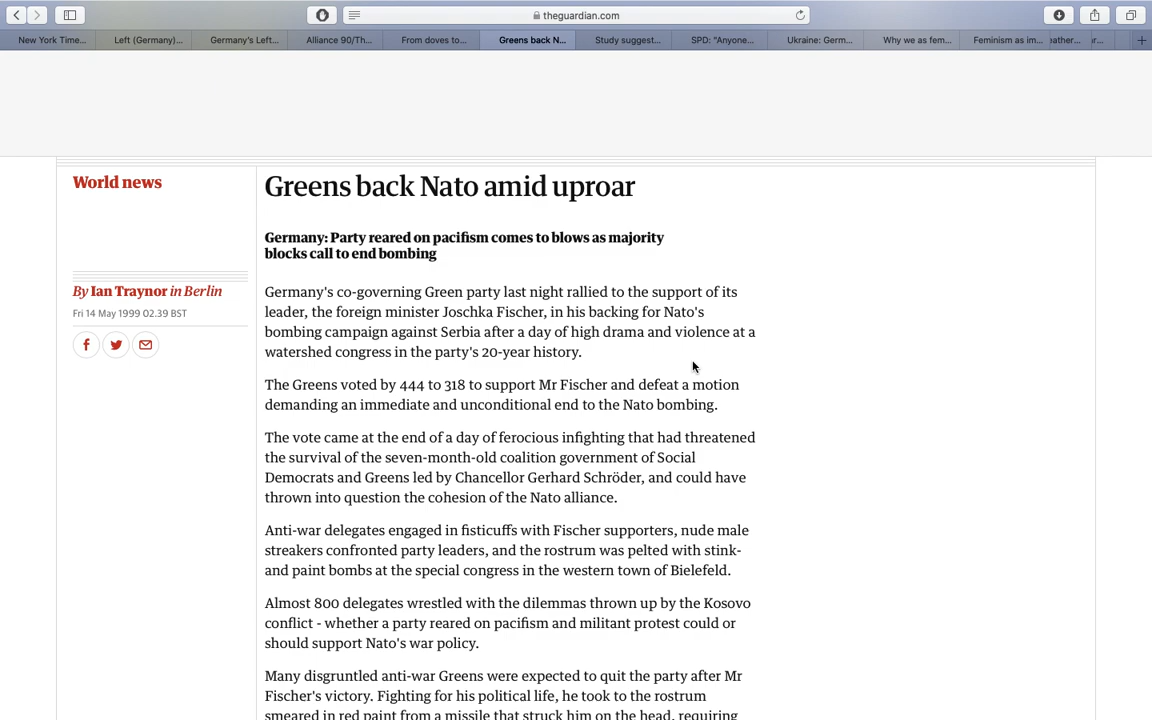 theguardian.com
New York Time... Left (Germany)... Germany's Left... Alliance 90/Th... From doves to... Greens back N... Study suggest... SPD: "Anyone... Ukraine: Germ... Why we as fem... Feminism as im... eather... r...
World news
Greens back Nato amid uproar
Germany: Party reared on pacifism comes to blows as majority
blocks call to end bombing
By Ian Traynor in Berlin
Fri 14 May 1999 02.39 BST
Germany's co-governing Green party last night rallied to the support of its
leader, the foreign minister Joschka Fischer, in his backing for Nato's
bombing campaign against Serbia after a day of high drama and violence at a
watershed congress in the party's 20-year history.
The Greens voted by 444 to 318 to support Mr Fischer and defeat a motion
demanding an immediate and unconditional end to the Nato bombing.
The vote came at the end of a day of ferocious infighting that had threatened
the survival of the seven-month-old coalition government of Social
Democrats and Greens led by Chancellor Gerhard Schröder, and could have
thrown into question the cohesion of the Nato alliance.
Anti-war delegates engaged in fisticuffs with Fischer supporters, nude male
streakers confronted party leaders, and the rostrum was pelted with stink-
and paint bombs at the special congress in the western town of Bielefeld.
Almost 800 delegates wrestled with the dilemmas thrown up by the Kosovo
conflict - whether a party reared on pacifism and militant protest could or
should support Nato's war policy.
Many disgruntled anti-war Greens were expected to quit the party after Mr
Fischer's victory. Fighting for his political life, he took to the rostrum
smeared in red paint from a missile that struck him on the head, requiring